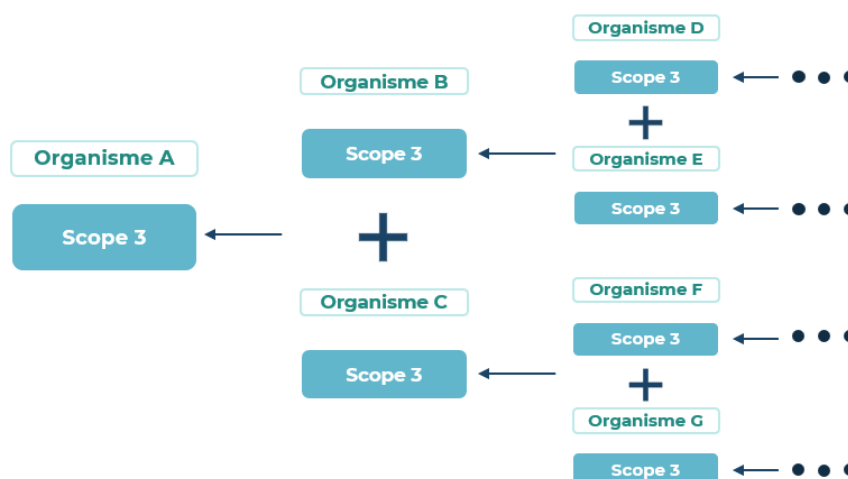 Organisme A
Scope 3
Organisme B
Scope 3
+
Organisme C
Scope 3
Organisme D
Scope 3
+
Organisme E
Scope 3
Organisme F
Scope 3
+
Organisme G
Scope 3